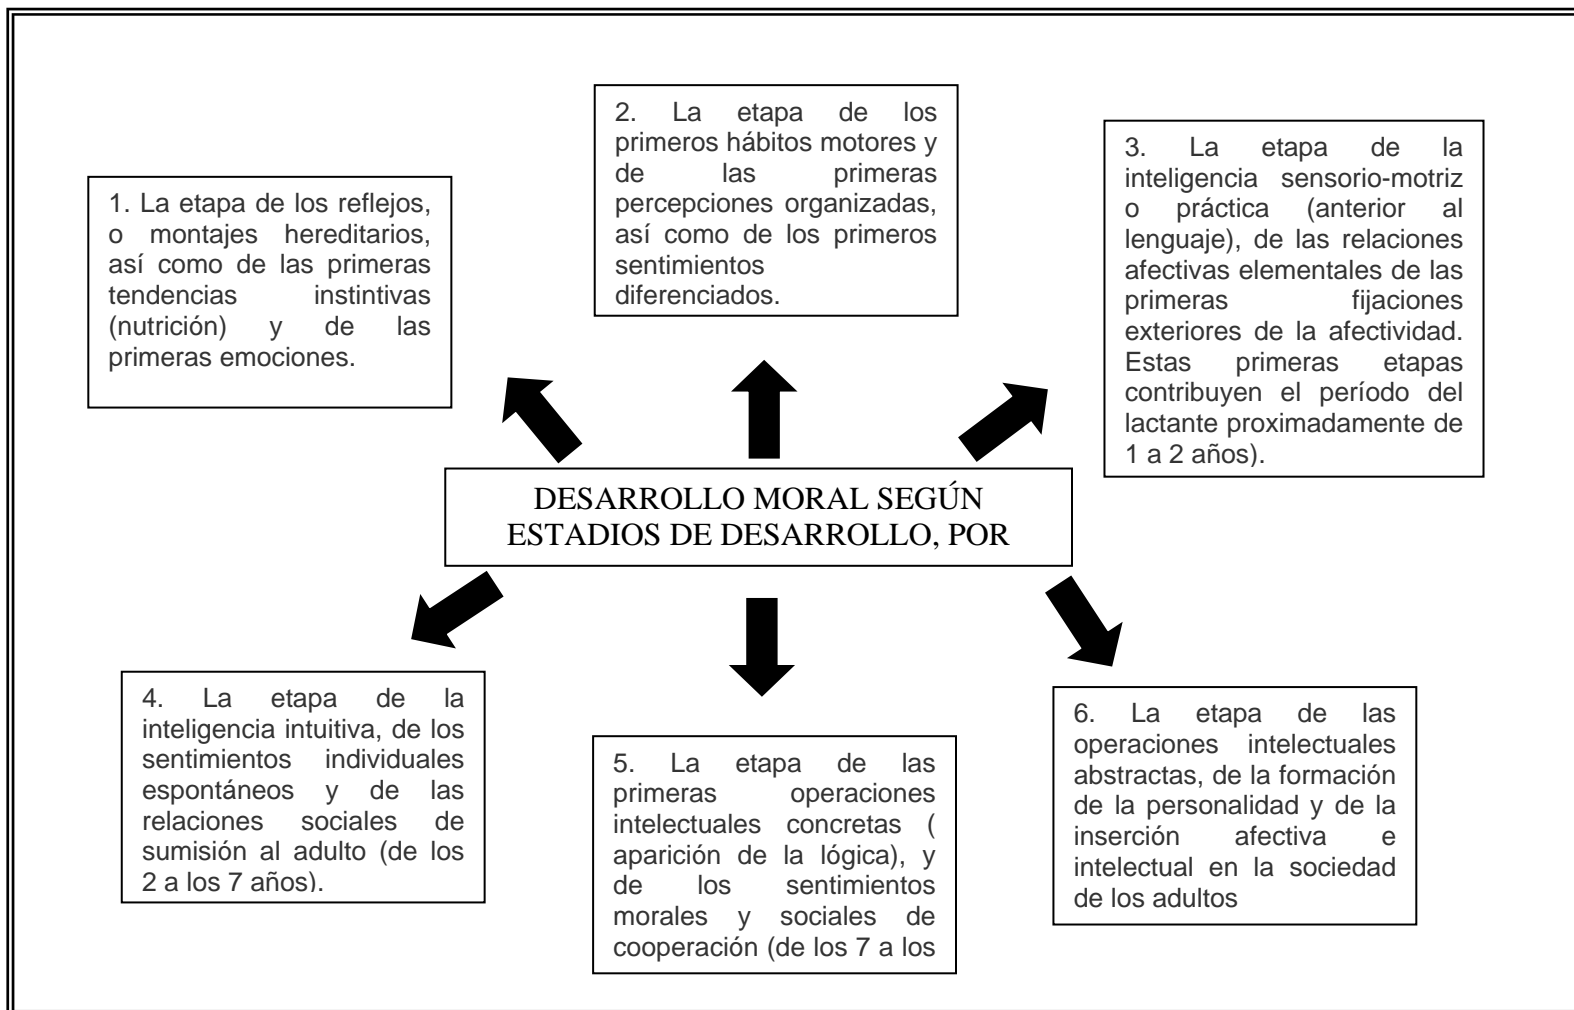 1. La etapa de los reflejos,
o montajes hereditarios,
así como de las primeras
tendencias instintivas
(nutrición) y de las
primeras emociones.
2. La etapa de los
primeros hábitos motores y
de las primeras
percepciones organizadas,
así como de los primeros
sentimientos
diferenciados.
3. La etapa de la
inteligencia sensorio-motriz
o práctica (anterior al
lenguaje), de las relaciones
afectivas elementales de las
primeras fijaciones
exteriores de la afectividad.
Estas primeras etapas
contribuyen el período del
lactante proximadamente de
1 a 2 años).
DESARROLLO MORAL SEGÚN
ESTADIOS DE DESARROLLO, POR
4. La etapa de la
inteligencia intuitiva, de los
sentimientos individuales
espontáneos y de las
relaciones sociales de
sumisión al adulto (de los
2 a los 7 años).
5. La etapa de las
primeras operaciones
intelectuales concretas (
aparición de la lógica), y
de los sentimientos
morales y sociales de
cooperación (de los 7 a los
6. La etapa de las
operaciones intelectuales
abstractas, de la formación
de la personalidad y de la
inserción afectiva e
intelectual en la sociedad
de los adultos